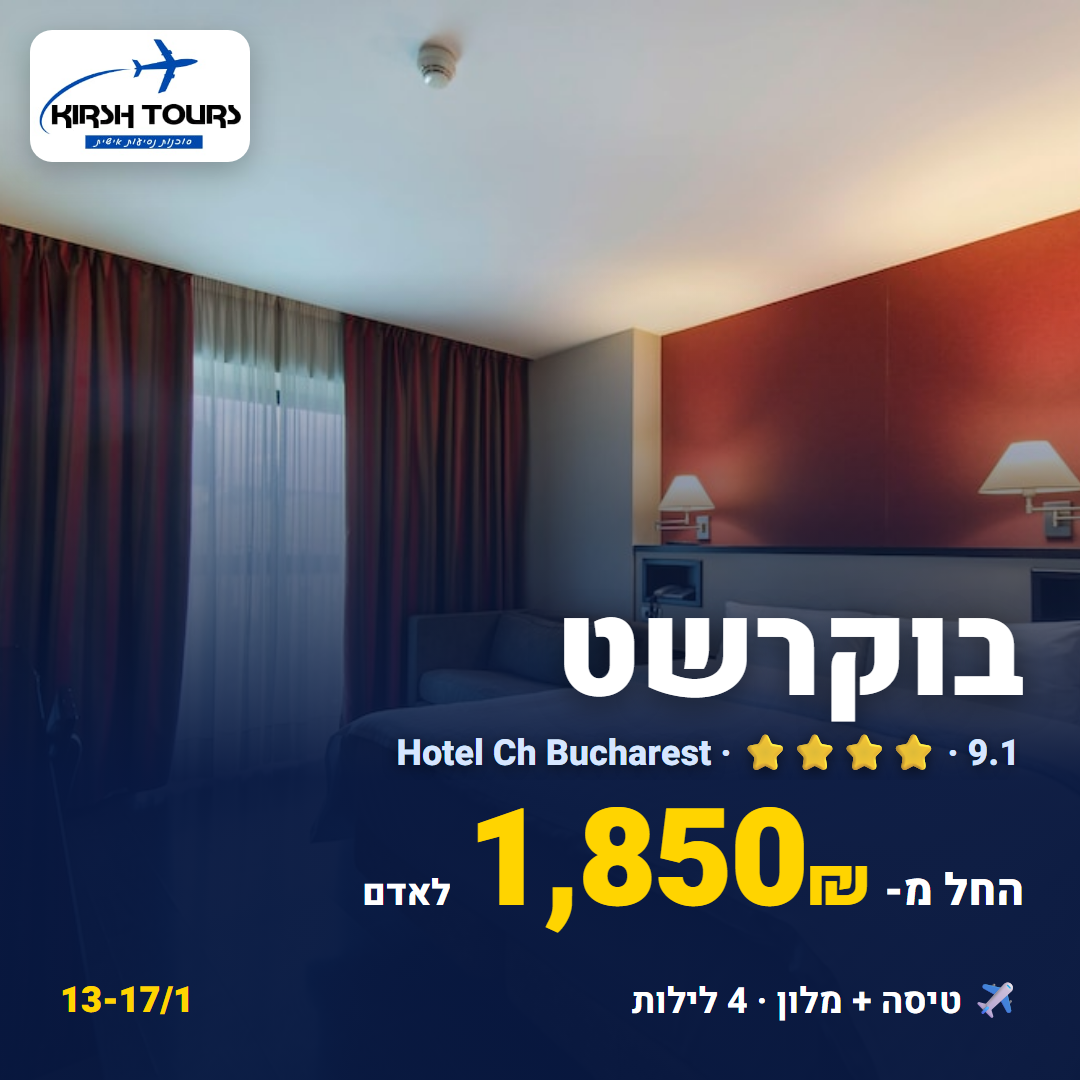 KIRSH TOURS
סוכנות נסיעות אישית
בוקרשט
Hotel Ch Bucharest · ⭐⭐⭐⭐ · 9.1
החל מ- ₪1,850 לאדם
✈️ טיסה + מלון · 4 לילות
13-17/1